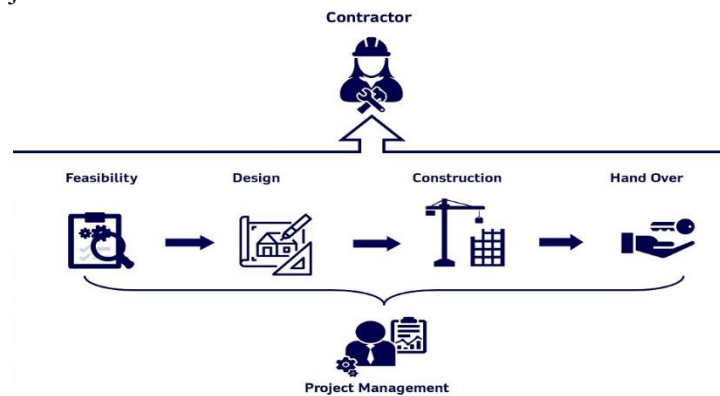 Contractor
Feasibility
Design
Construction
Hand Over
Project Management